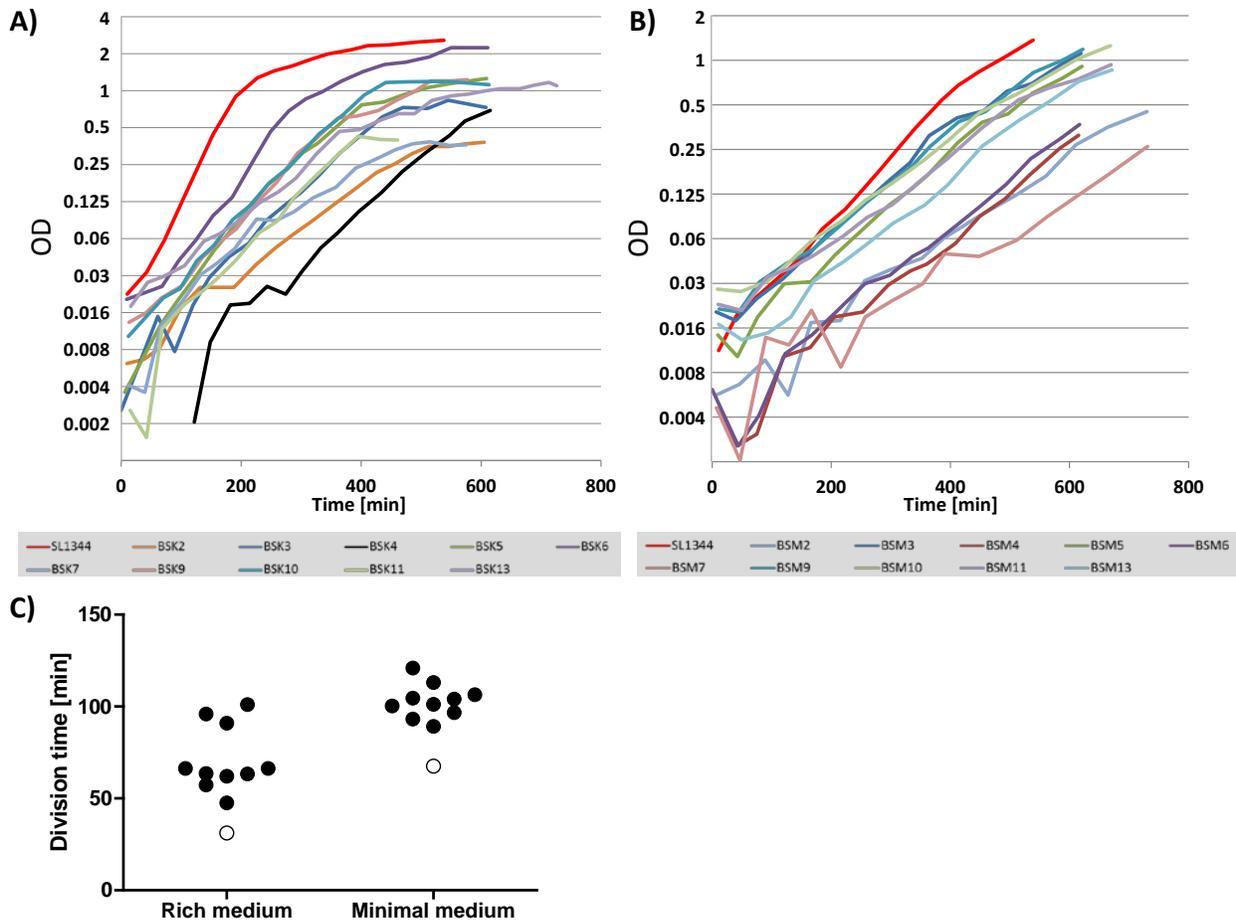 A)
4
2
1
0.5
0.25
0.125
0.06
0.03
0.016
0.008
0.004
0.002
OD
0 200 400 600 800
Time [min]
SL1344 BSK2 BSK3 BSK4 BSK5 BSK6
BSK7 BSK9 BSK10 BSK11 BSK13
B)
2
1
0.5
0.25
0.125
0.06
0.03
0.016
0.008
0.004
OD
0 200 400 600 800
Time [min]
SL1344 BSM2 BSM3 BSM4 BSM5 BSM6
BSM7 BSM9 BSM10 BSM11 BSM13
C)
150
100
50
0
Division time [min]
Rich medium Minimal medium